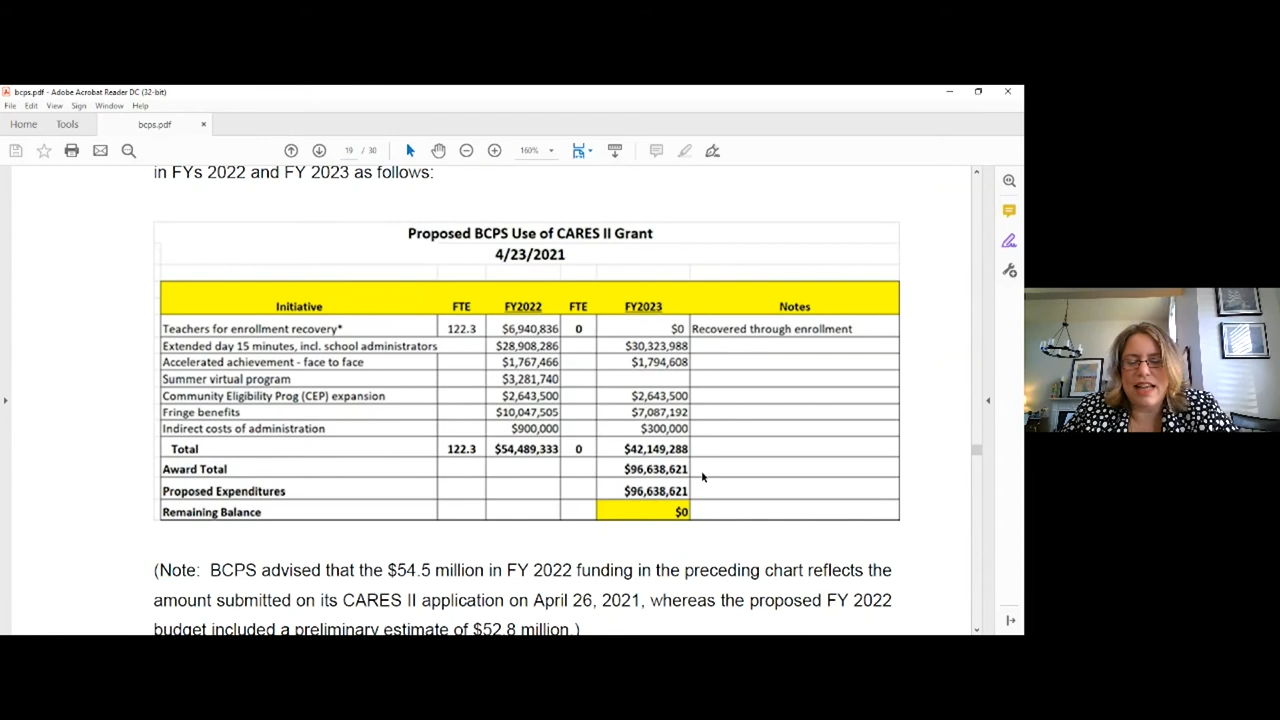 bcps.pdf - Adobe Acrobat Reader DC (32-bit)
File Edit View Sign Window Help
Home Tools bcps.pdf ×
19 / 30 160%
in FYs 2022 and FY 2023 as follows:
Proposed BCPS Use of CARES II Grant
4/23/2021
Initiative FTE FY2022 FTE FY2023 Notes
Teachers for enrollment recovery* 122.3 $6,940,836 0 $0 Recovered through enrollment
Extended day 15 minutes, incl. school administrators $28,908,286 $30,323,988
Accelerated achievement - face to face $1,767,466 $1,794,608
Summer virtual program $3,281,740
Community Eligibility Prog (CEP) expansion $2,643,500 $2,643,500
Fringe benefits $10,047,505 $7,087,192
Indirect costs of administration $900,000 $300,000
Total 122.3 $54,489,333 0 $42,149,288
Award Total $96,638,621
Proposed Expenditures $96,638,621
Remaining Balance $0
(Note: BCPS advised that the $54.5 million in FY 2022 funding in the preceding chart reflects the
amount submitted on its CARES II application on April 26, 2021, whereas the proposed FY 2022
budget included a preliminary estimate of $52.8 million.)